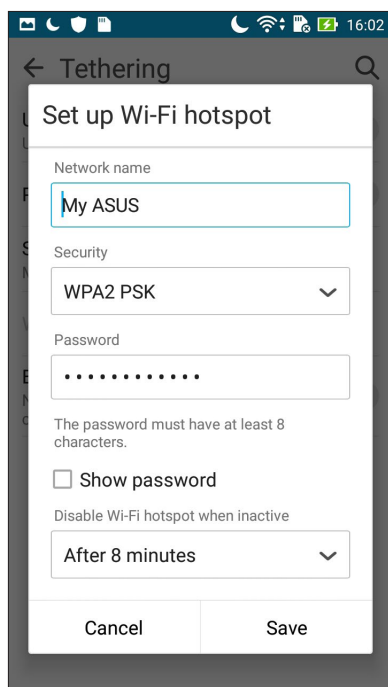 16:02
Tethering
Set up Wi-Fi hotspot
Network name
My ASUS
Security
WPA2 PSK
Password
••••••••••••
The password must have at least 8
characters.
Show password
Disable Wi-Fi hotspot when inactive
After 8 minutes
Cancel
Save